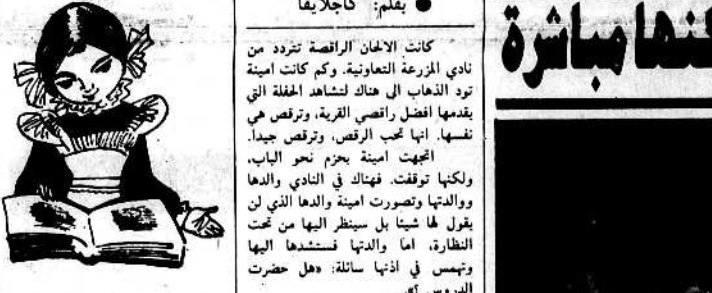 ● بقلم: كاجلايفا
كانت الالحان الراقصة تتردد من
نادي المزرعة التعاونية. وكم كانت امينة
تود الذهاب الى هناك لتشاهد الحفلة التي
يقدمها افضل راقصي القرية، وترقص هي
نفسها. انها تحب الرقص، وترقص جيداً.
اتجهت امينة بحزم نحو الباب،
ولكنها توقفت. فهناك في النادي والدها
ووالدتها وتصورت امينة والدها الذي لن
يقول لها شيئا بل سينظر اليها من تحت
النظارة، اما والدتها فستشدها اليها
وتهمس في اذنها سائلة: «هل حضرت
الدروس ؟».
مباشرة